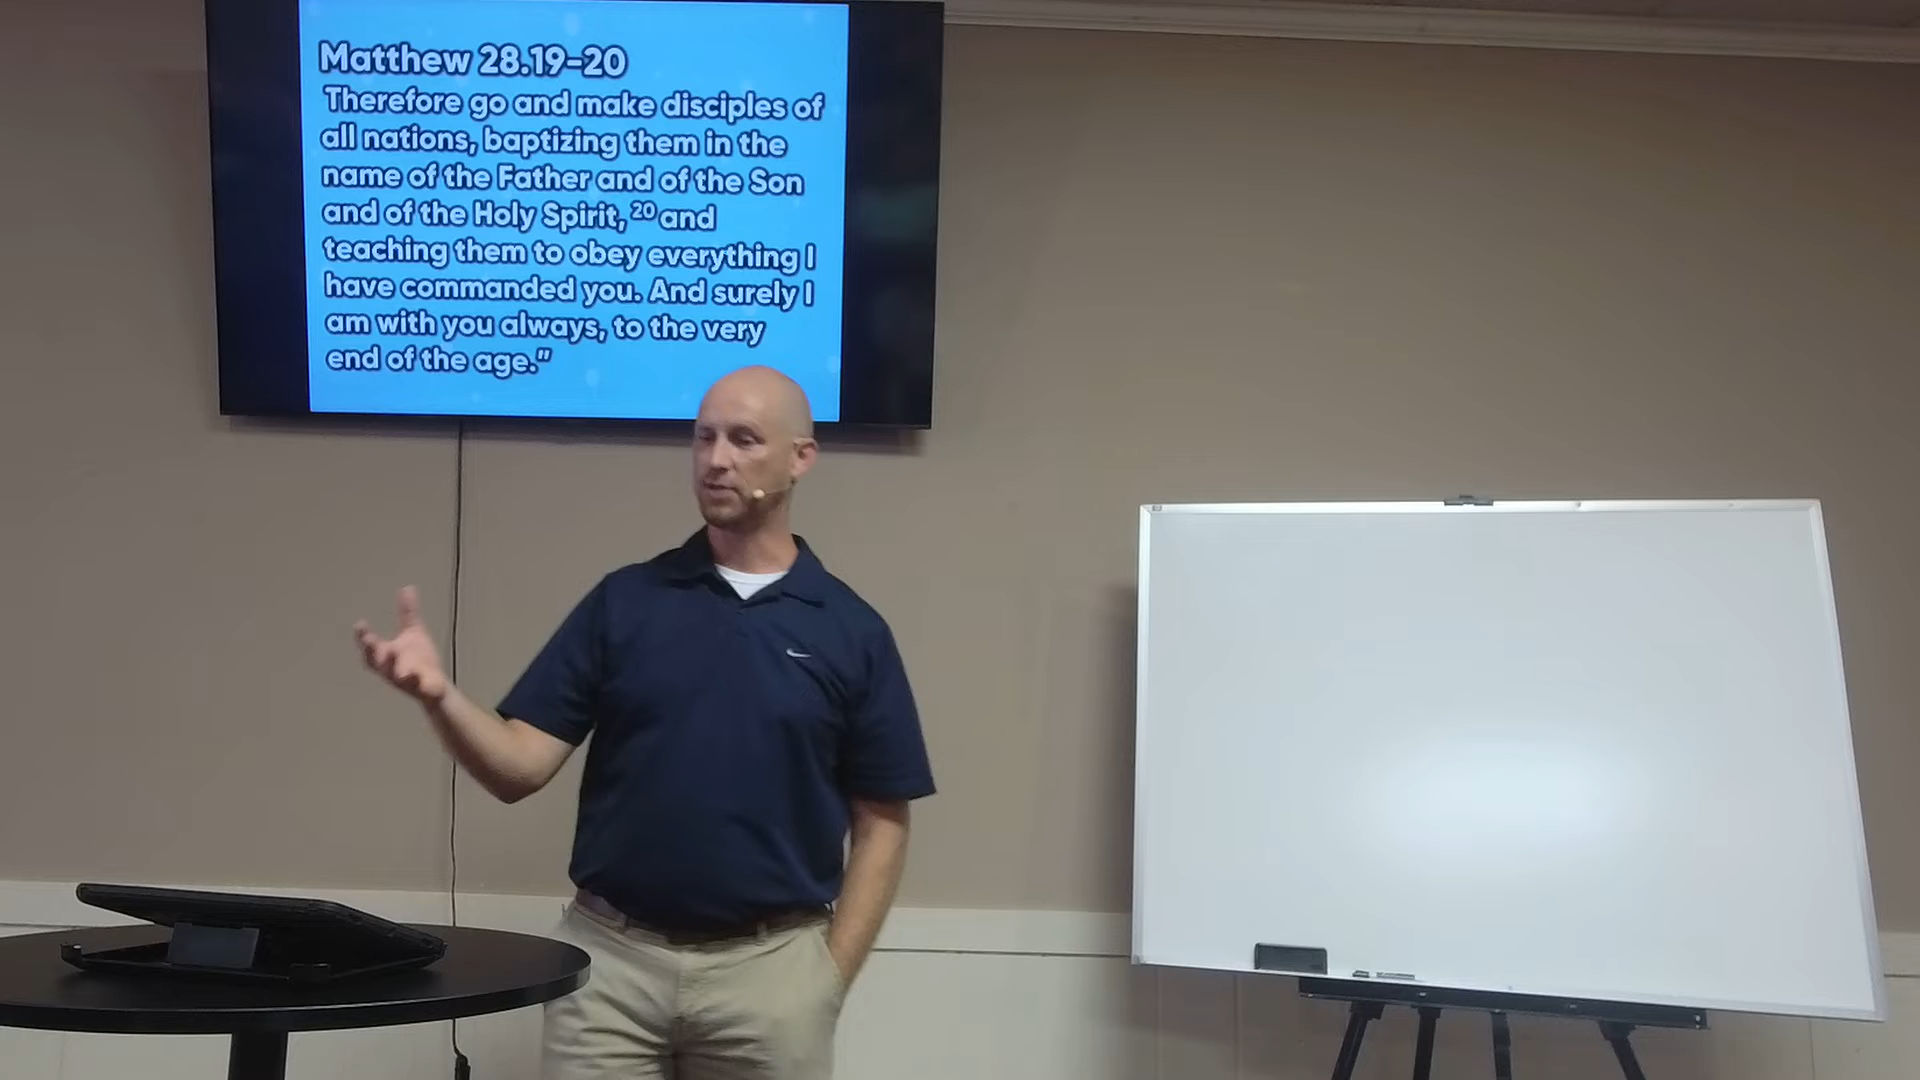 Matthew 28.19-20
Therefore go and make disciples of
all nations, baptizing them in the
name of the Father and of the Son
and of the Holy Spirit, 20 and
teaching them to obey everything I
have commanded you. And surely I
am with you always, to the very
end of the age.”